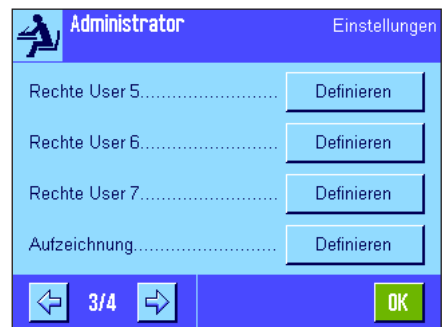 Administrator Einstellungen
Rechte User 5........................ Definieren
Rechte User 6........................ Definieren
Rechte User 7........................ Definieren
Aufzeichnung......................... Definieren
3/4 OK